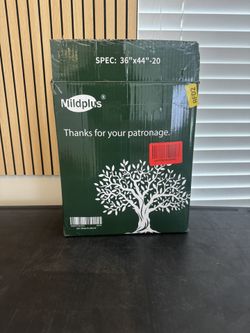 SPEC: 36"x44"-20
Mildplus®
Thanks for your patronage.